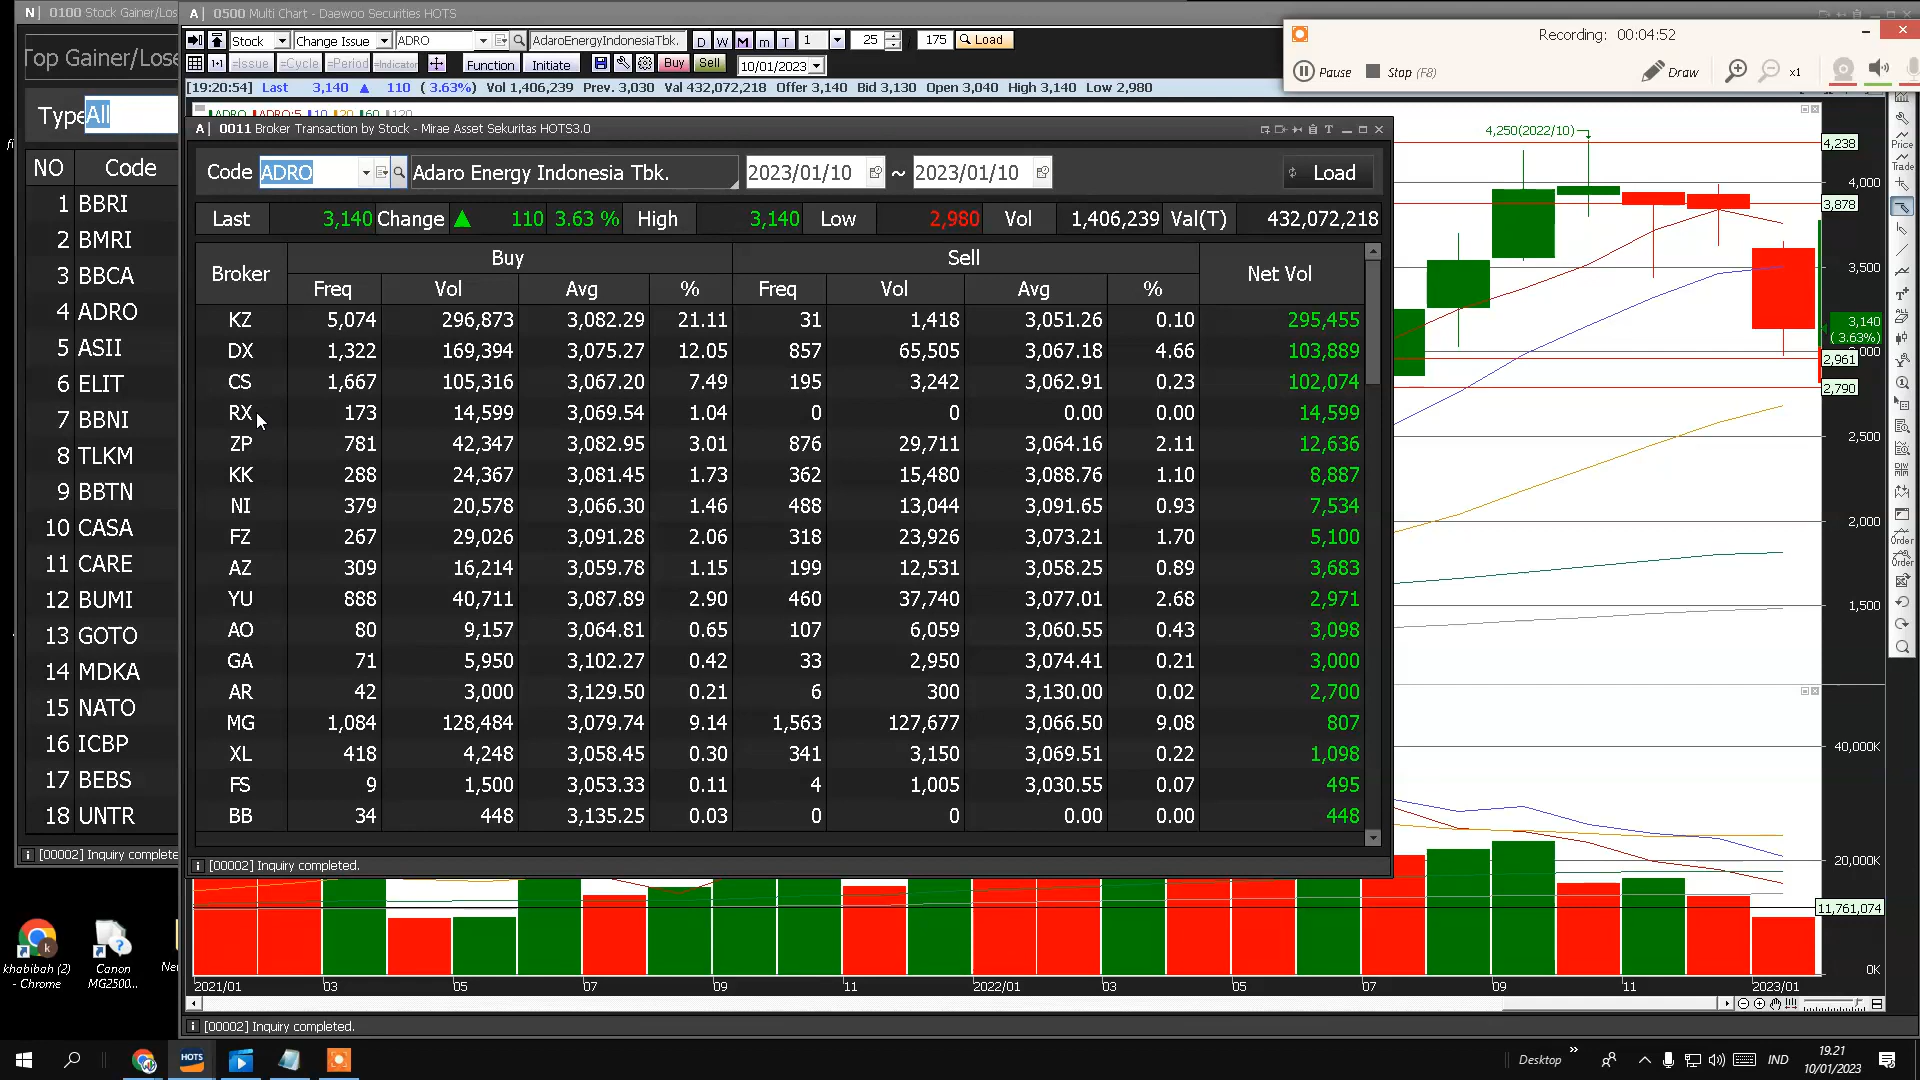 N | 0100 Stock Gainer/Los
A | 0500 Multi Chart - Daewoo Securities HOTS
Top Gainer/Lose
Type All
NO Code
1 BBRI
2 BMRI
3 BBCA
4 ADRO
5 ASII
6 ELIT
7 BBNI
8 TLKM
9 BBTN
10 CASA
11 CARE
12 BUMI
13 GOTO
14 MDKA
15 NATO
16 ICBP
17 BEBS
18 UNTR
[00002] Inquiry complete
Stock Change Issue ADRO AdaroEnergyIndonesiaTbk. D W M m T 1 25 175 Load
=Issue =Cycle =Period =Indicator Function Initiate Buy Sell 10/01/2023
[19:20:54] Last 3,140 ▲ 110 ( 3.63%) Vol 1,406,239 Prev. 3,030 Val 432,072,218 Offer 3,140 Bid 3,130 Open 3,040 High 3,140 Low 2,980
Recording: 00:04:52
Pause Stop (F8) Draw x1
A | 0011 Broker Transaction by Stock - Mirae Asset Sekuritas HOTS3.0
Code ADRO Adaro Energy Indonesia Tbk. 2023/01/10 ~ 2023/01/10 Load
Last 3,140 Change ▲ 110 3.63 % High 3,140 Low 2,980 Vol 1,406,239 Val(T) 432,072,218
Broker Buy Sell Net Vol
Freq Vol Avg % Freq Vol Avg %
KZ 5,074 296,873 3,082.29 21.11 31 1,418 3,051.26 0.10 295,455
DX 1,322 169,394 3,075.27 12.05 857 65,505 3,067.18 4.66 103,889
CS 1,667 105,316 3,067.20 7.49 195 3,242 3,062.91 0.23 102,074
RX 173 14,599 3,069.54 1.04 0 0 0.00 0.00 14,599
ZP 781 42,347 3,082.95 3.01 876 29,711 3,064.16 2.11 12,636
KK 288 24,367 3,081.45 1.73 362 15,480 3,088.76 1.10 8,887
NI 379 20,578 3,066.30 1.46 488 13,044 3,091.65 0.93 7,534
FZ 267 29,026 3,091.28 2.06 318 23,926 3,073.21 1.70 5,100
AZ 309 16,214 3,059.78 1.15 199 12,531 3,058.25 0.89 3,683
YU 888 40,711 3,087.89 2.90 460 37,740 3,077.01 2.68 2,971
AO 80 9,157 3,064.81 0.65 107 6,059 3,060.55 0.43 3,098
GA 71 5,950 3,102.27 0.42 33 2,950 3,074.41 0.21 3,000
AR 42 3,000 3,129.50 0.21 6 300 3,130.00 0.02 2,700
MG 1,084 128,484 3,079.74 9.14 1,563 127,677 3,066.50 9.08 807
XL 418 4,248 3,058.45 0.30 341 3,150 3,069.51 0.22 1,098
FS 9 1,500 3,053.33 0.11 4 1,005 3,030.55 0.07 495
BB 34 448 3,135.25 0.03 0 0 0.00 0.00 448
[00002] Inquiry completed.
4,250(2022/10)
4,238
4,000
3,878
3,500
3,140
( 3.63%)
2,961
2,790
2,500
2,000
1,500
40,000K
20,000K
11,761,074
0K
Price
Trade
Order
Order
2021/01 03 05 07 09 11 2022/01 03 05 07 09 11 2023/01
[00002] Inquiry completed.
khabibah (2) - Chrome
Canon MG2500...
HOTS
Desktop
IND
19.21
10/01/2023